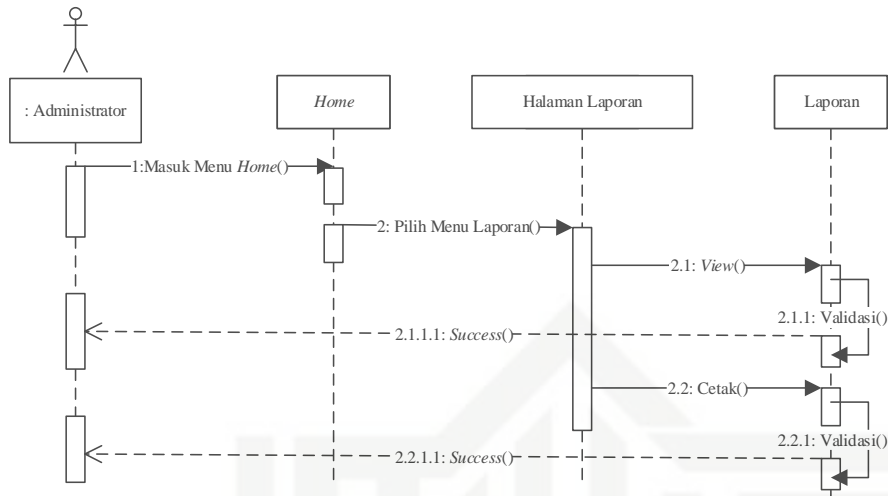 : Administrator
Home
Halaman Laporan
Laporan
1:Masuk Menu Home()
2: Pilih Menu Laporan()
2.1: View()
2.1.1: Validasi()
2.1.1.1: Success()
2.2: Cetak()
2.2.1: Validasi()
2.2.1.1: Success()